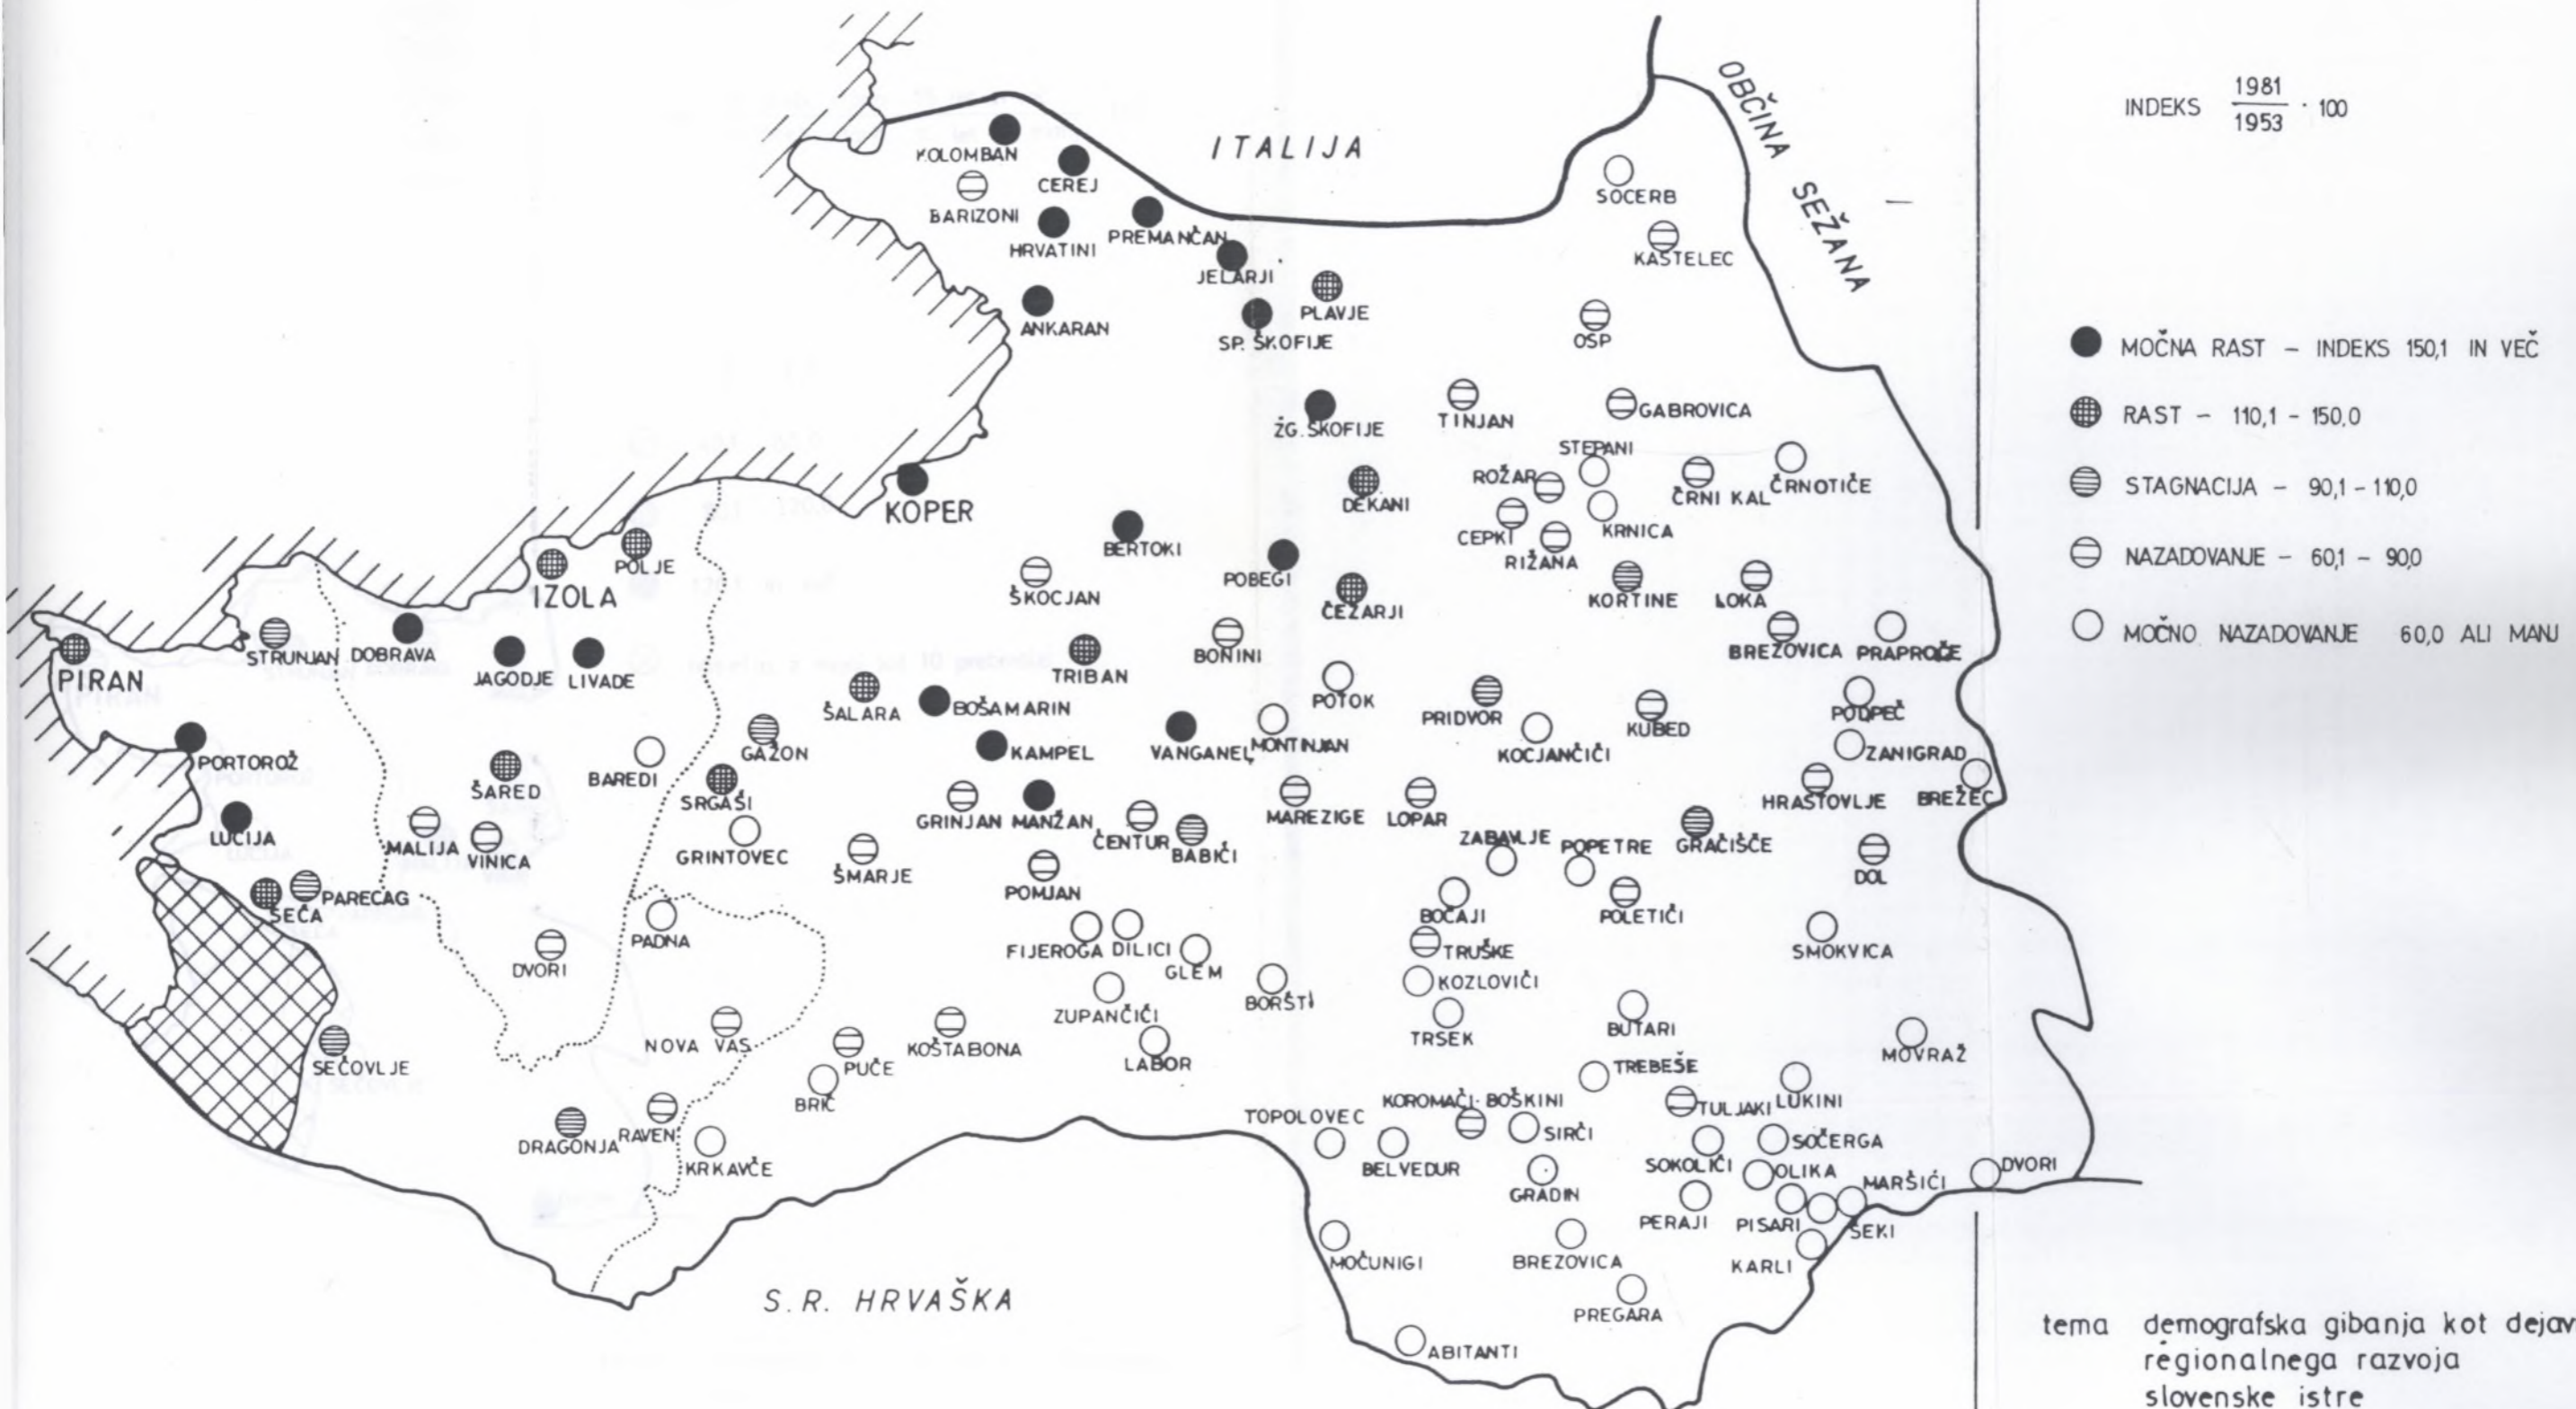 ITALIJA
OBČINA SEŽANA
KOLOMBAN
CEREJ
BARIZONI
HRVATINI
PREMANČAN
JELARJI
ANKARAN
SP. ŠKOFIJE
PLAVJE
SOCERB
KASTELEC
OSP
ŽG. ŠKOFIJE
TINJAN
GABROVICA
STEPANI
ROŽAR
ČRNI KAL
ČRNOTIČE
KOPER
DEKANI
CEPKI
KRNICA
RIŽANA
BERTOKI
POBEGI
POLJE
IZOLA
ŠKOCJAN
ČEŽARJI
KORTINE
LOKA
STRUNJAN
DOBRAVA
JAGODJE
LIVADE
TRIBAN
BONINI
BREZOVICA
PRAPROČE
PIRAN
ŠALARA
BOŠAMARIN
POTOK
PRIDVOR
KUBED
PODPEČ
PORTOROŽ
GAŽON
KAMPEL
VANGANEL
MONTINJAN
KOCJANČIČI
ZANIGRAD
ŠARED
BAREDI
SRGAŠI
GRINJAN
MANŽAN
MAREZIGE
LOPAR
HRASTOVLJE
BREŽEC
LUCIJA
MALIJA
VINICA
GRINTOVEC
ŠMARJE
ČENTUR
BABIČI
ZABAVLJE
POPETRE
GRAČIŠČE
DOL
SEČA
PARECAG
POMJAN
BOČAJI
POLETIČI
DVORI
PADNA
FIJEROGA
DILICI
GLEM
TRUŠKE
SMOKVICA
ZUPANČIČI
BORŠTI
KOZLOVIČI
SEČOVLJE
NOVA VAS
PUČE
KOŠTABONA
LABOR
TRSEK
BUTARI
MOVRAŽ
BRIČ
TREBEŠE
DRAGONJA
RAVEN
KRKAVČE
TOPOLOVEC
KOROMAČI-BOŠKINI
TULJAKI
LUKINI
BELVEDUR
SIRČI
SOKOLIČI
SOČERGA
GRADIN
OLIKA
MARŠIĆI
DVORI
PERAJI
PISARI
ŠEKI
MOČUNIGI
BREZOVICA
KARLI
PREGARA
ABITANTI
S.R. HRVAŠKA
INDEKS 1981/1953 · 100
MOČNA RAST – INDEKS 150,1 IN VEČ
RAST – 110,1 – 150,0
STAGNACIJA – 90,1 – 110,0
NAZADOVANJE – 60,1 – 90,0
MOČNO NAZADOVANJE 60,0 ALI MANJ
tema demografska gibanja kot dejav
regionalnega razvoja
slovenske istre